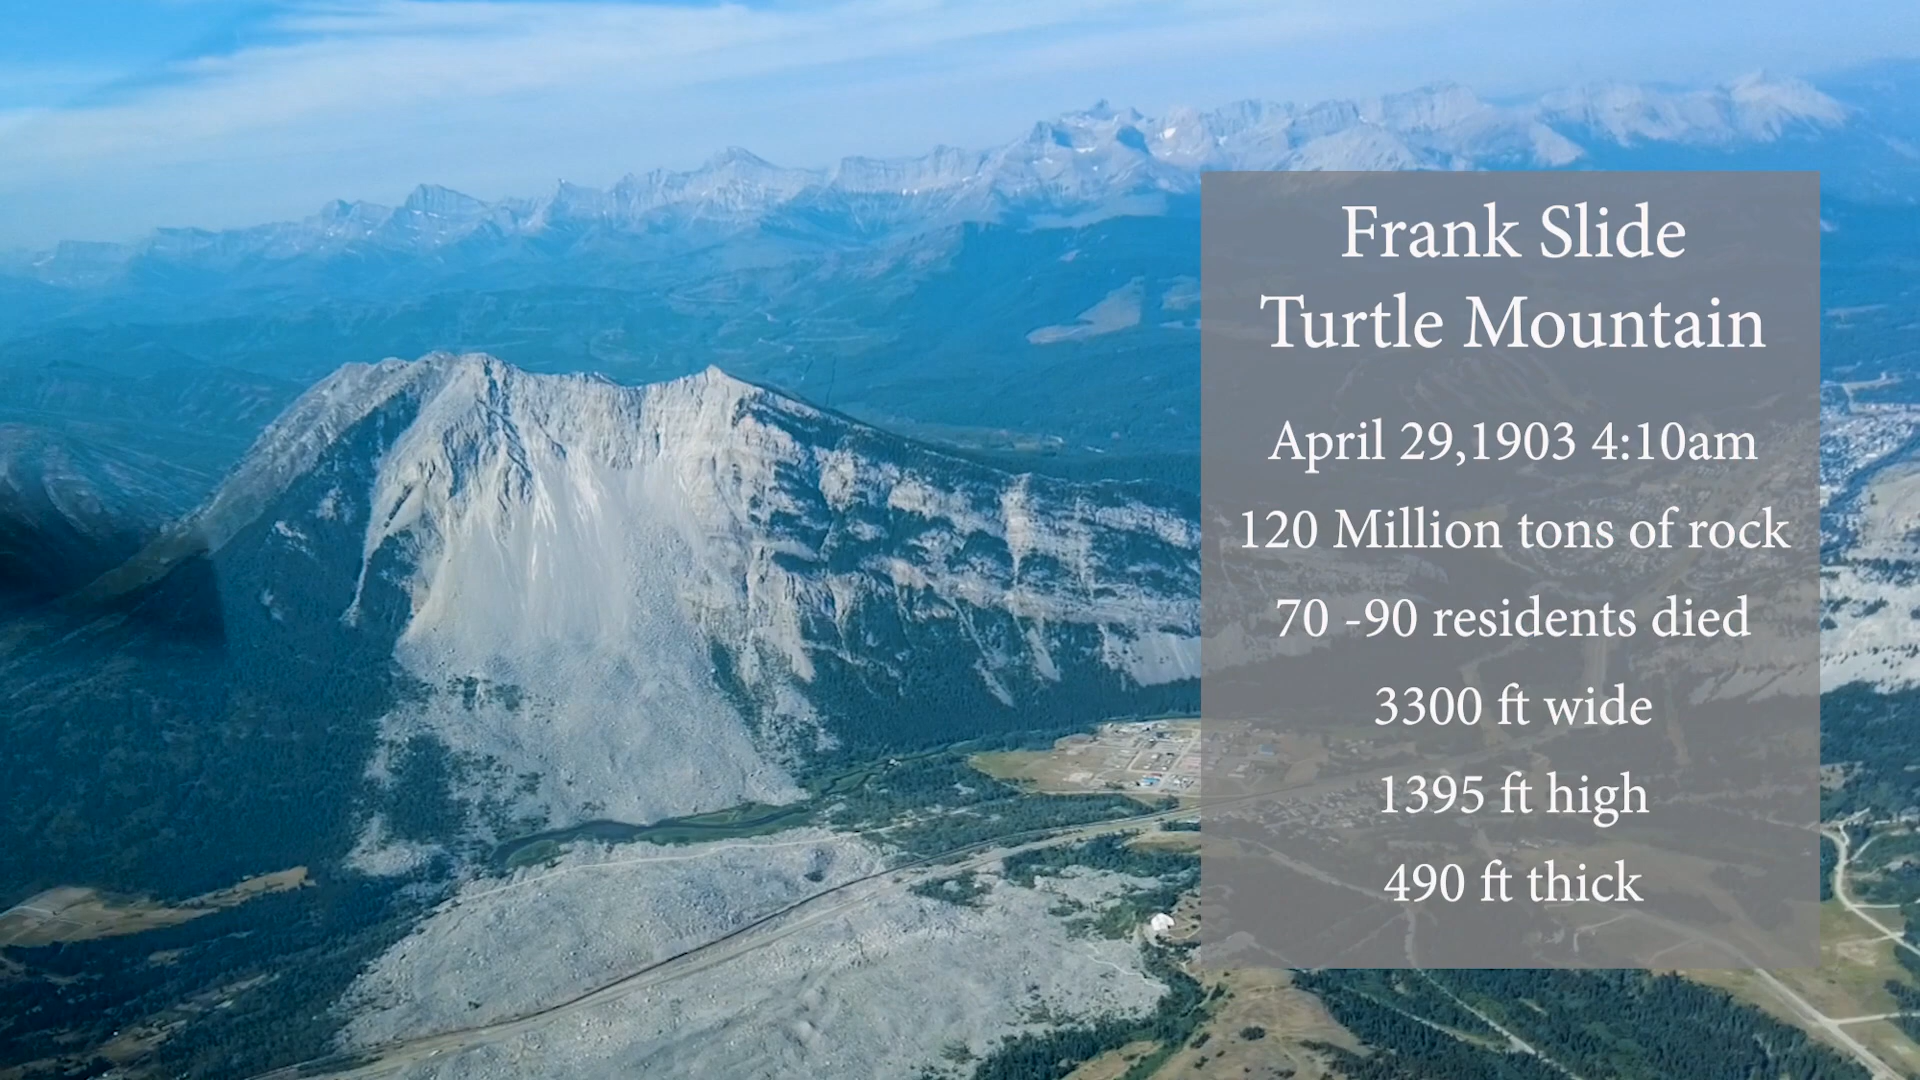 Frank Slide
Turtle Mountain
April 29,1903 4:10am
120 Million tons of rock
70 -90 residents died
3300 ft wide
1395 ft high
490 ft thick